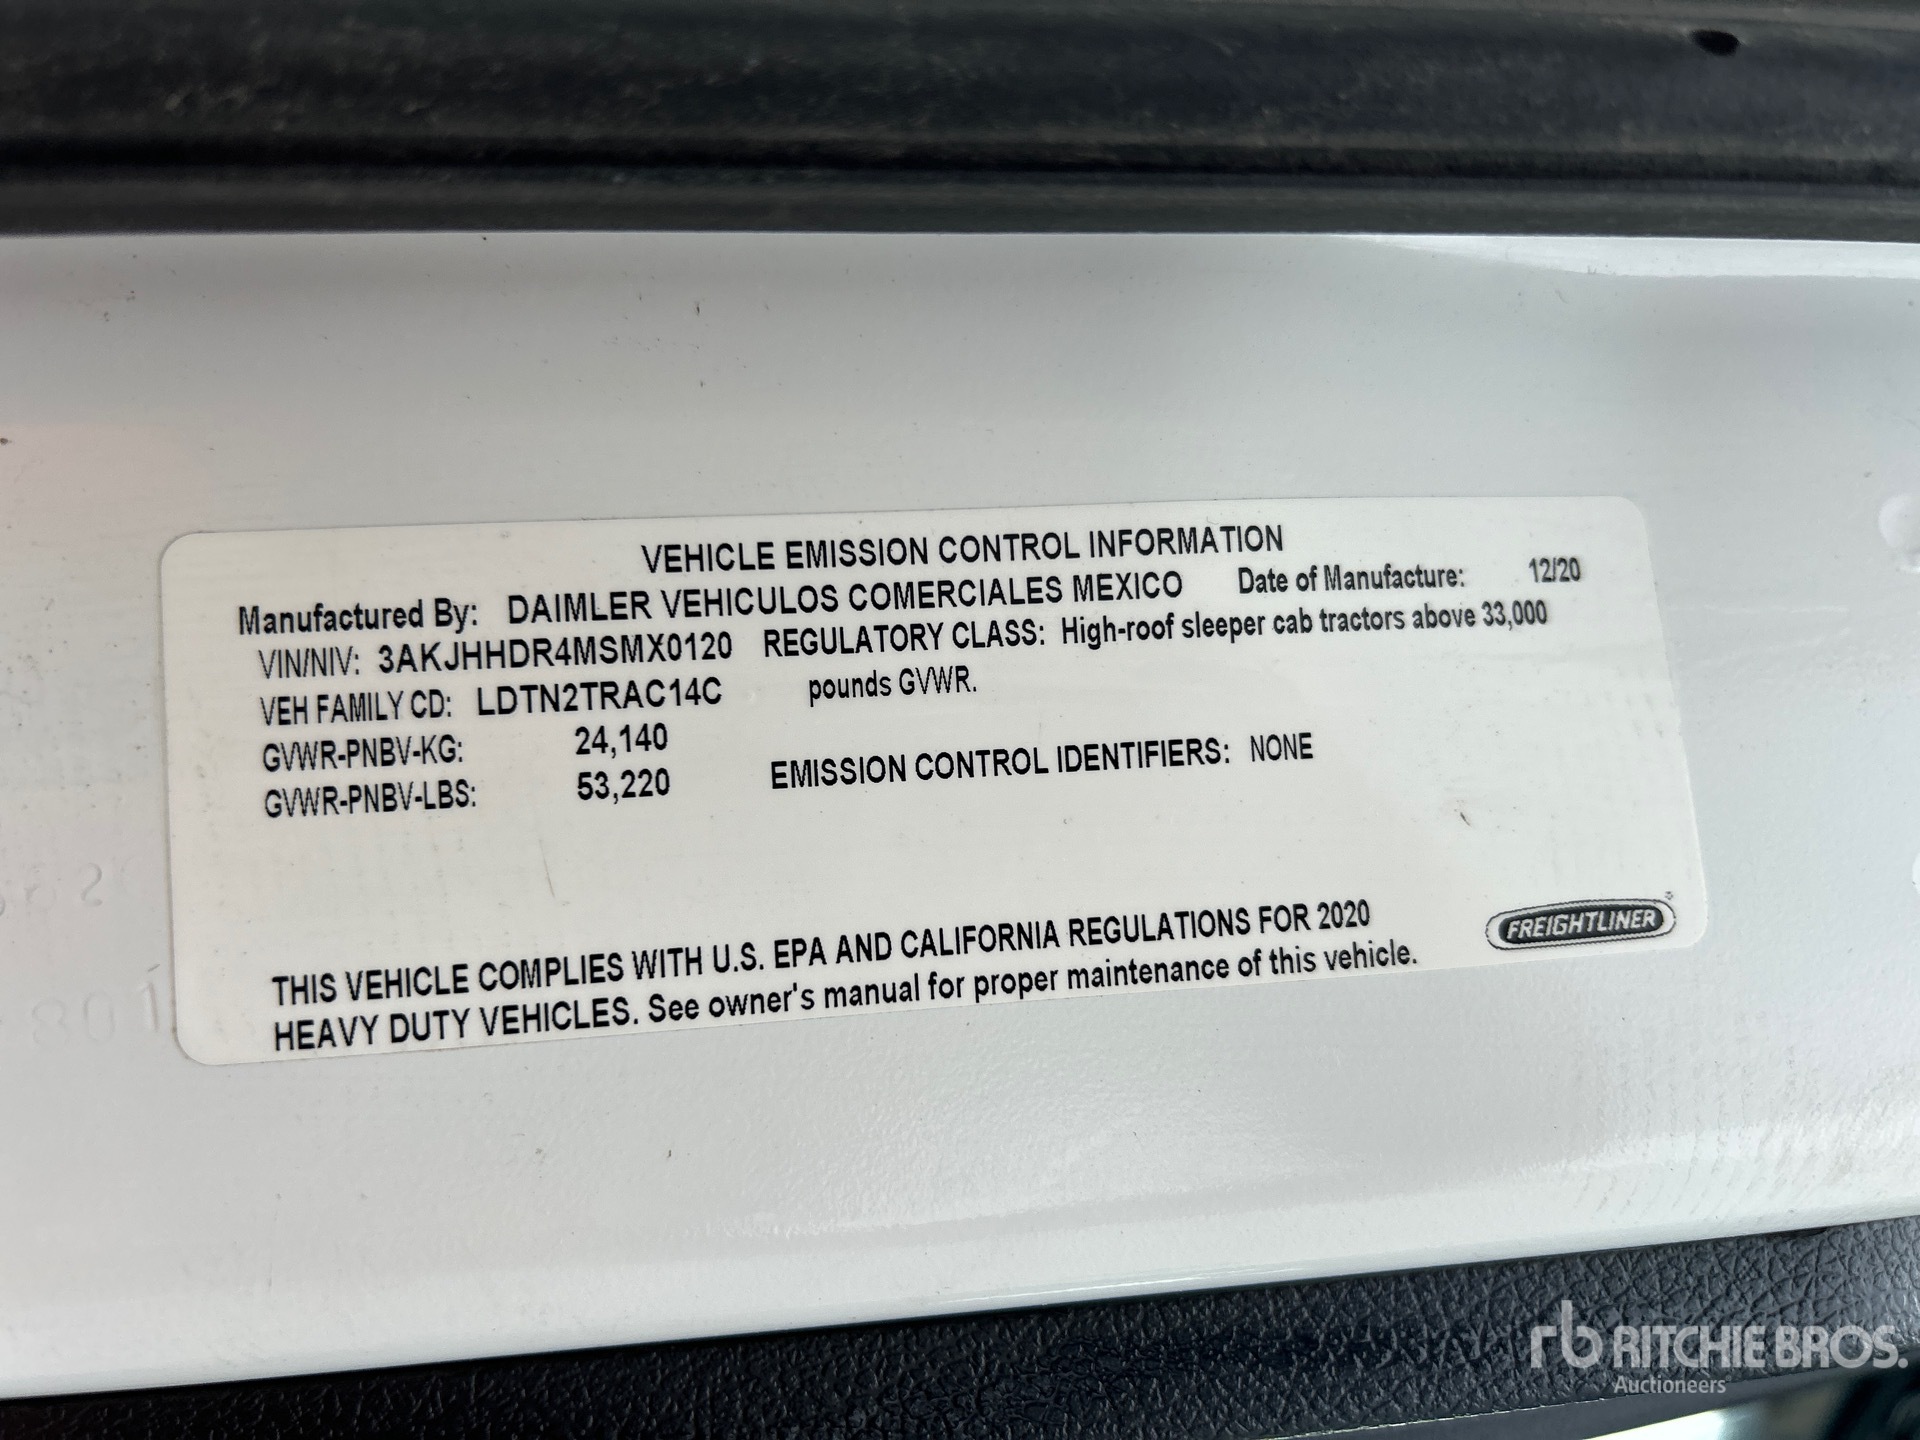 VEHICLE EMISSION CONTROL INFORMATION
Manufactured By: DAIMLER VEHICULOS COMERCIALES MEXICO Date of Manufacture: 12/20
VIN/NIV: 3AKJHHDR4MSMX0120 REGULATORY CLASS: High-roof sleeper cab tractors above 33,000
pounds GVWR.
VEH FAMILY CD: LDTN2TRAC14C
GVWR-PNBV-KG: 24,140
GVWR-PNBV-LBS: 53,220
EMISSION CONTROL IDENTIFIERS: NONE
THIS VEHICLE COMPLIES WITH U.S. EPA AND CALIFORNIA REGULATIONS FOR 2020
HEAVY DUTY VEHICLES. See owner's manual for proper maintenance of this vehicle.
FREIGHTLINER
801
rb RITCHIE BROS.
Auctioneers